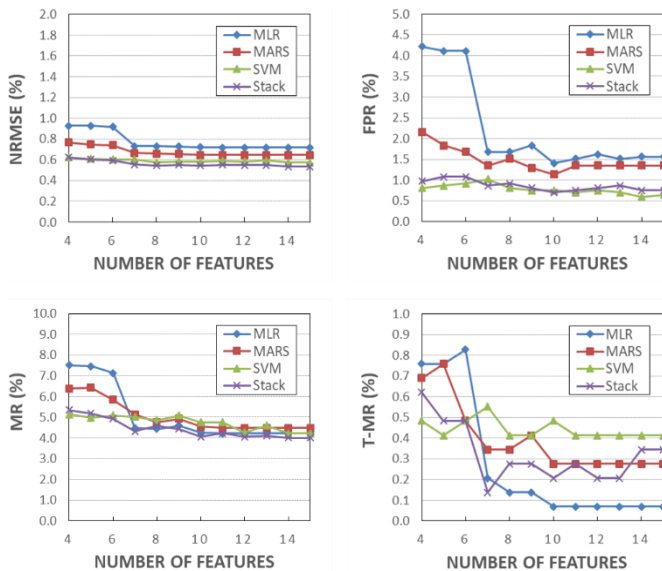 2.0
1.8
1.6
1.4
1.2
1.0
0.8
0.6
0.4
0.2
0.0
NRMSE (%)
MLR
MARS
SVM
Stack
4 6 8 10 12 14
NUMBER OF FEATURES
5.0
4.5
4.0
3.5
3.0
2.5
2.0
1.5
1.0
0.5
0.0
FPR (%)
MLR
MARS
SVM
Stack
4 6 8 10 12 14
NUMBER OF FEATURES
10.0
9.0
8.0
7.0
6.0
5.0
4.0
3.0
2.0
1.0
0.0
MR (%)
MLR
MARS
SVM
Stack
4 6 8 10 12 14
NUMBER OF FEATURES
1.0
0.9
0.8
0.7
0.6
0.5
0.4
0.3
0.2
0.1
0.0
T-MR (%)
MLR
MARS
SVM
Stack
4 6 8 10 12 14
NUMBER OF FEATURES